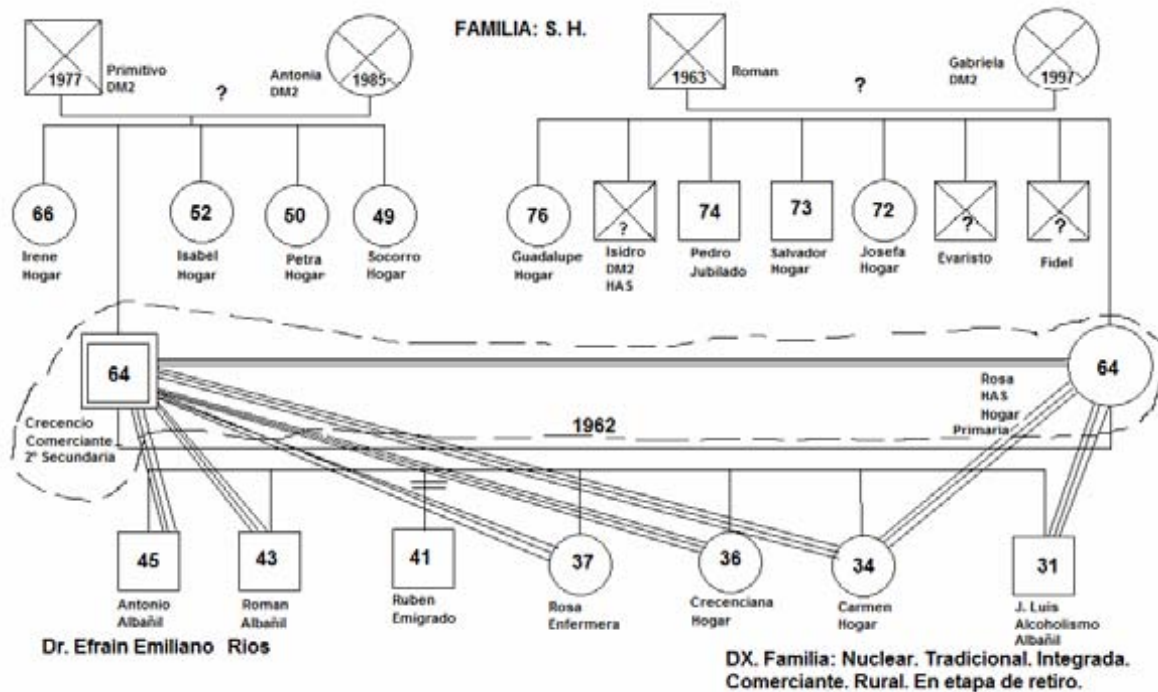 FAMILIA: S. H.
1977
Primitivo
DM2
?
Antonia
DM2
1985
1963
Roman
?
Gabriela
DM2
1997
66
Irene
Hogar
52
Isabel
Hogar
50
Petra
Hogar
49
Socorro
Hogar
76
Guadalupe
Hogar
?
Isidro
DM2
HAS
74
Pedro
Jubilado
73
Salvador
Hogar
72
Josefa
Hogar
?
Evaristo
?
Fidel
64
Crecencio
Comerciante
2º Secundaria
64
Rosa
HAS
Hogar
Primaria
1962
45
Antonio
Albañil
43
Roman
Albañil
41
Ruben
Emigrado
37
Rosa
Enfermera
36
Crecenciana
Hogar
34
Carmen
Hogar
31
J. Luis
Alcoholismo
Albañil
Dr. Efrain Emiliano Rios
DX. Familia: Nuclear. Tradicional. Integrada.
Comerciante. Rural. En etapa de retiro.